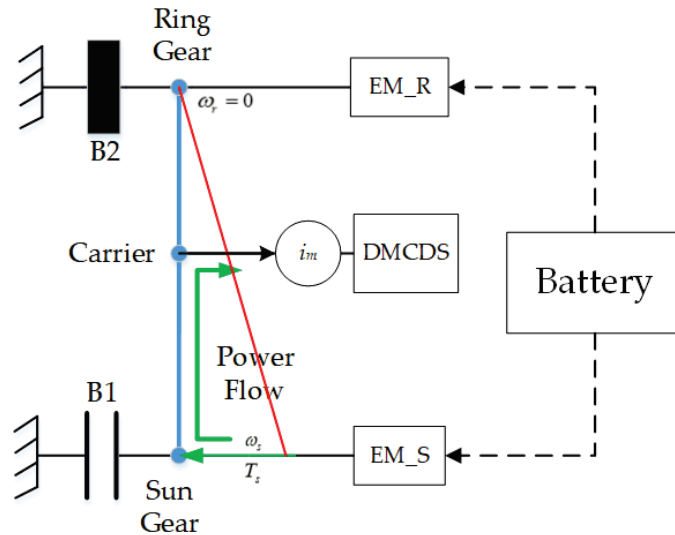 Ring
Gear
EM_R
ωr = 0
B2
Carrier
im
DMCDS
Battery
Power
Flow
B1
ωs
EM_S
Ts
Sun
Gear